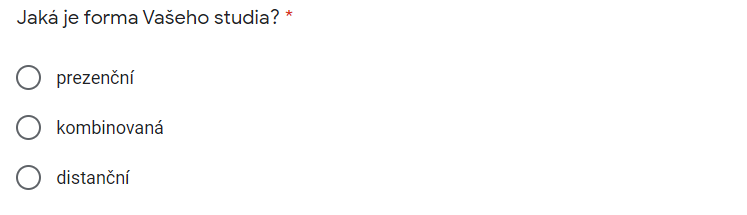 Jaká je forma Vašeho studia? *
prezenční
kombinovaná
distanční